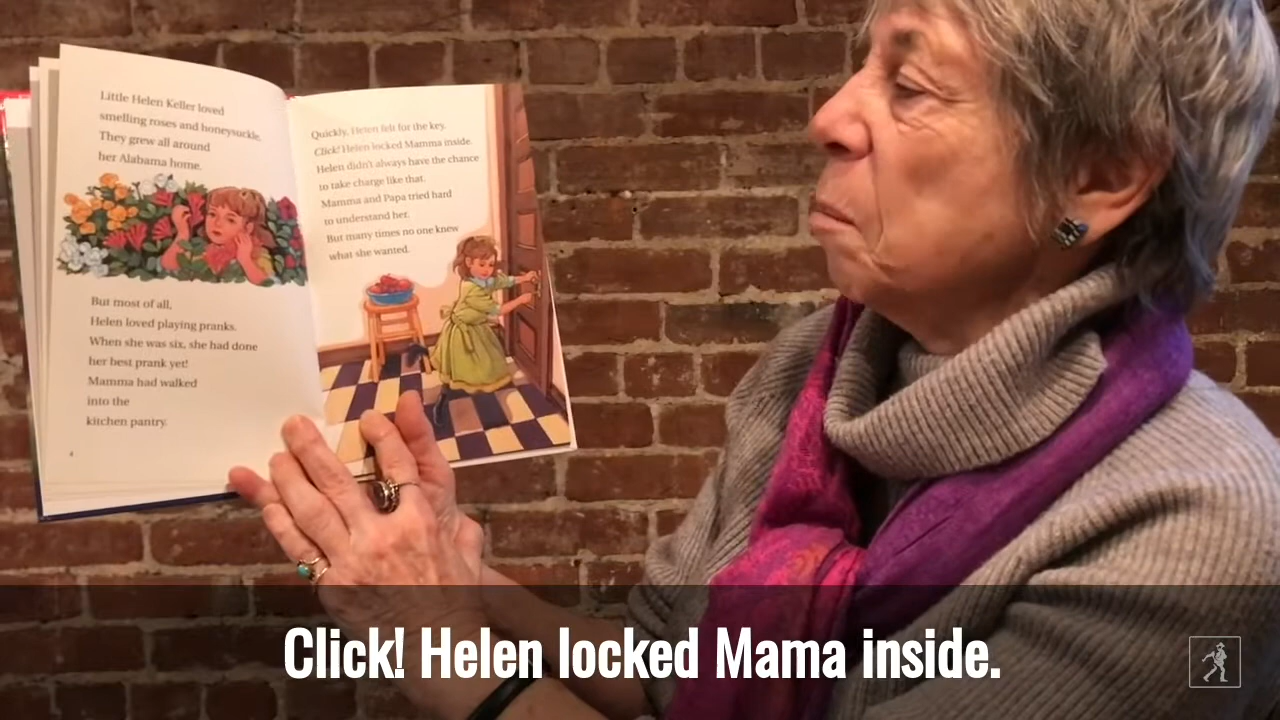 Little Helen Keller loved
smelling roses and honeysuckle.
They grew all around
her Alabama home.
But most of all,
Helen loved playing pranks.
When she was six, she had done
her best prank yet!
Mamma had walked
into the
kitchen pantry.
4
Quickly, Helen felt for the key.
Click! Helen locked Mamma inside.
Helen didn't always have the chance
to take charge like that.
Mamma and Papa tried hard
to understand her.
But many times no one knew
what she wanted.
Click! Helen locked Mama inside.